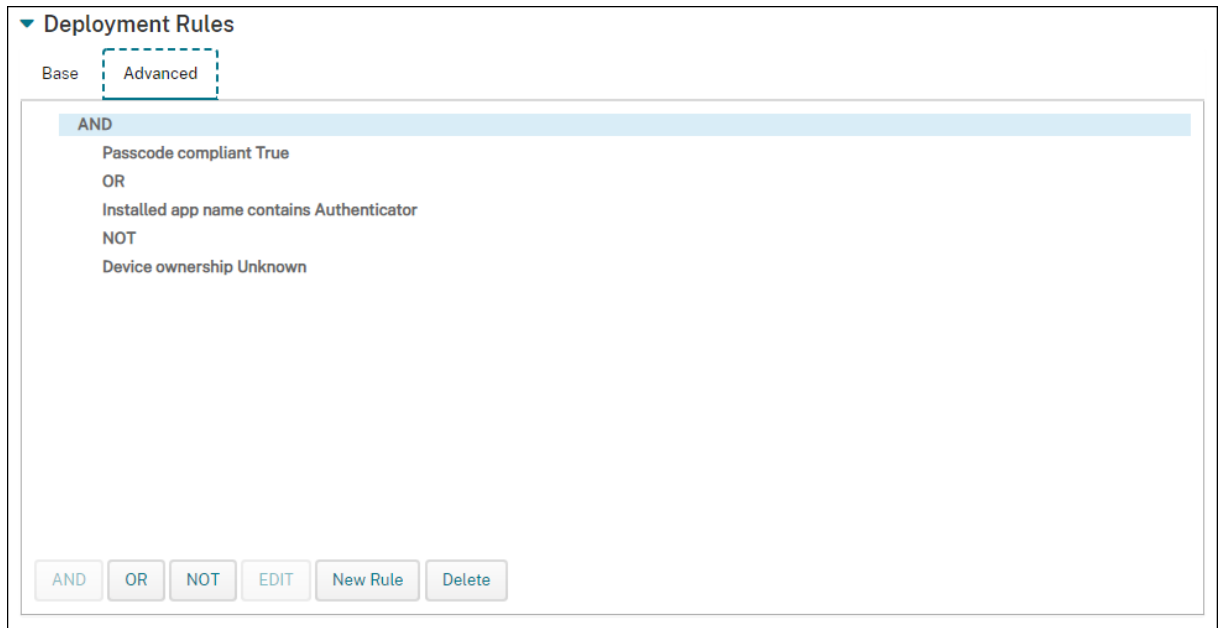 Deployment Rules
Base Advanced
AND
Passcode compliant True
OR
Installed app name contains Authenticator
NOT
Device ownership Unknown
AND OR NOT EDIT New Rule Delete